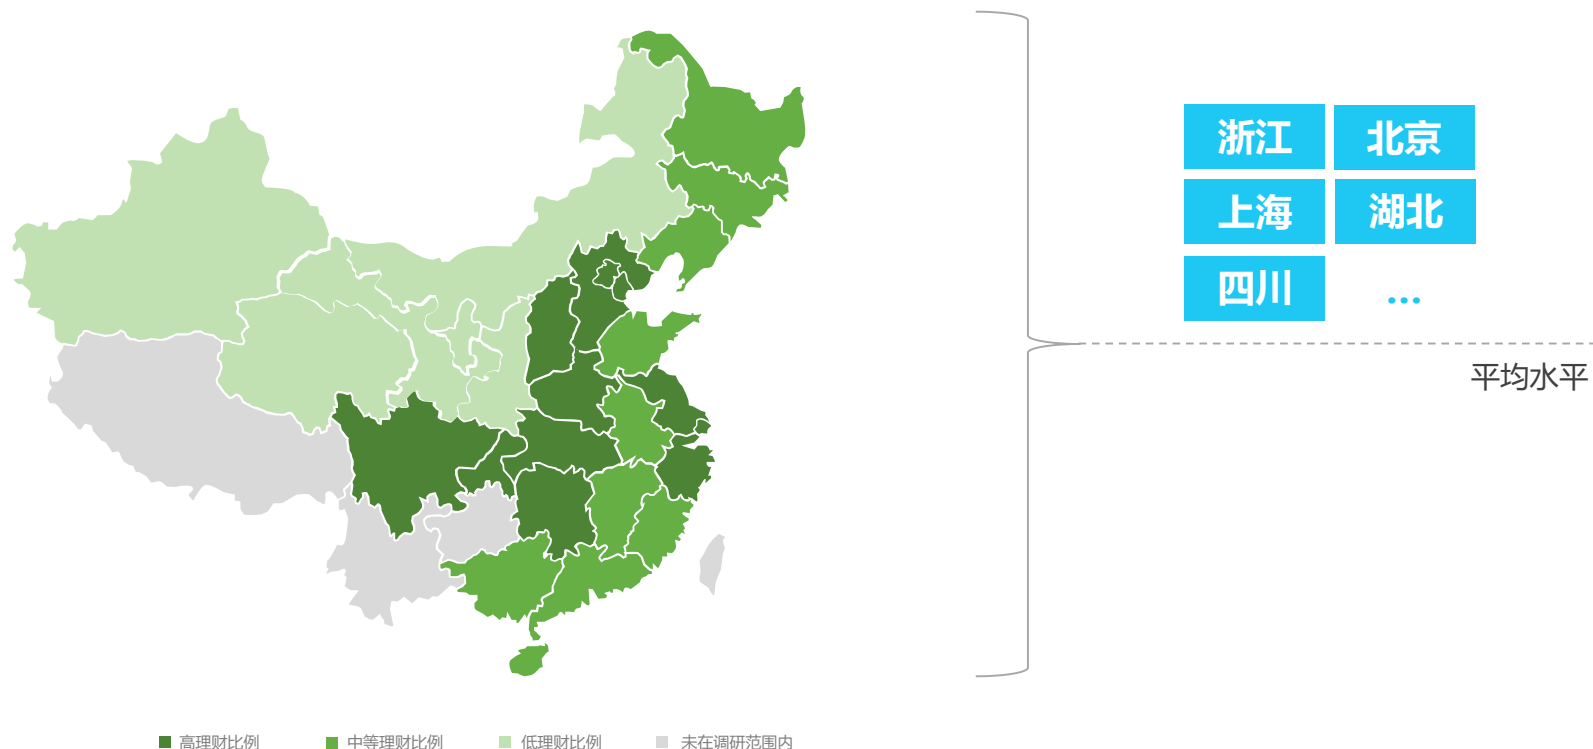 浙江 北京
上海 湖北
四川 ...
平均水平
高理财比例 中等理财比例 低理财比例 未在调研范围内